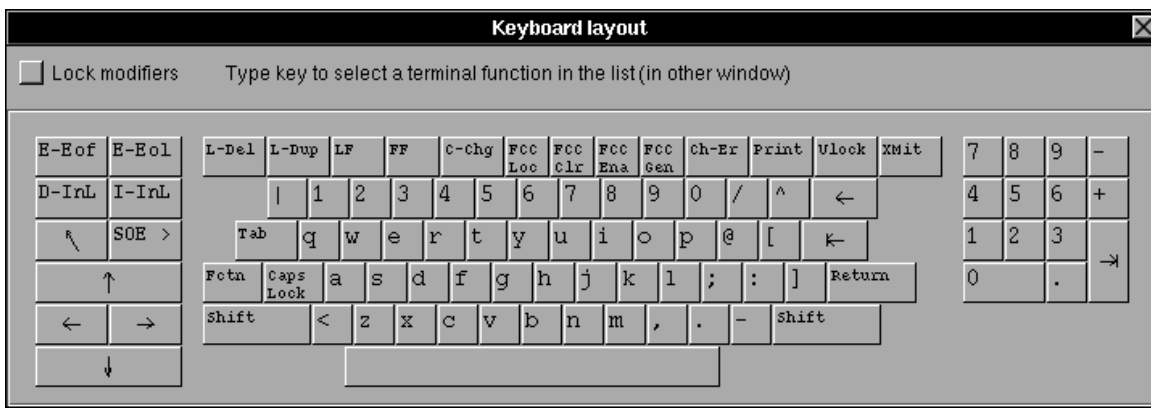 Keyboard layout
Lock modifiers Type key to select a terminal function in the list (in other window)
E-Eof E-Eol L-Del L-Dup LF FF C-Chg FCC Loc FCC Clr FCC Ena FCC Gen Ch-Er Print Ulock XMit 7 8 9 -
D-InL I-InL | 1 2 3 4 5 6 7 8 9 0 / ^ ← 4 5 6 +
↖ SOE > Tab q w e r t y u i o p @ [ ⇤ 1 2 3 ⇥
↑ Fctn Caps Lock a s d f g h j k l ; : ] Return 0 .
← → Shift < z x c v b n m , . - Shift
↓